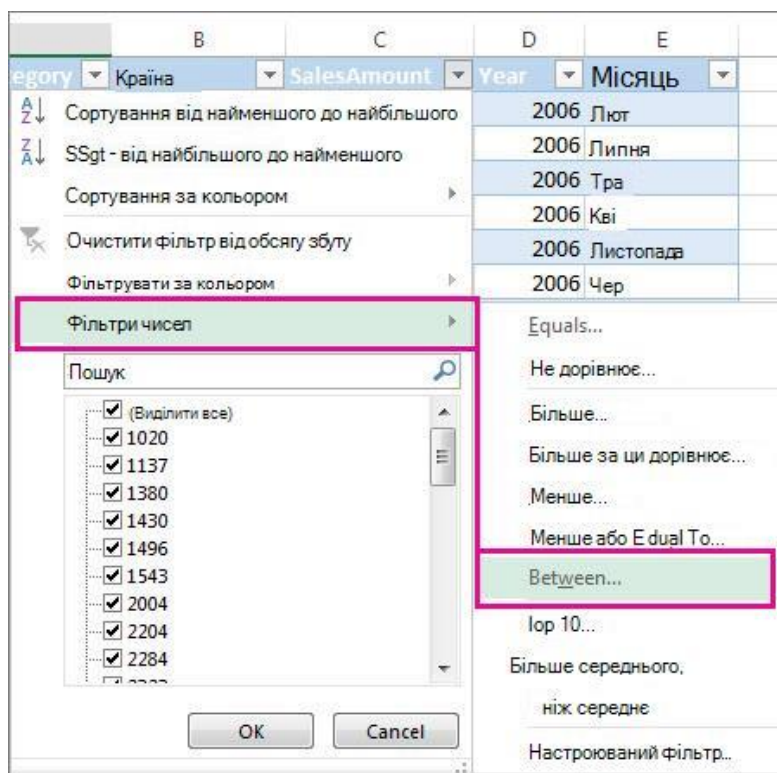 B C D E
egory Країна SalesAmount Year Місяць
Сортування від найменшого до найбільшого
SSgt - від найбільшого до найменшого
Сортування за кольором
Очистити фільтр від обсягу збуту
Фільтрувати за кольором
Фільтри чисел
Пошук
(Виділити все)
1020
1137
1380
1430
1496
1543
2004
2204
2284
OK Cancel
2006 Лют
2006 Липня
2006 Тра
2006 Кві
2006 Листопада
2006 Чер
Equals...
Не дорівнює...
Більше...
Більше за ци дорівнює...
Менше...
Менше або E dual To...
Between...
Iop 10...
Більше середнього,
ніж середнє
Настроюваний фільтр...